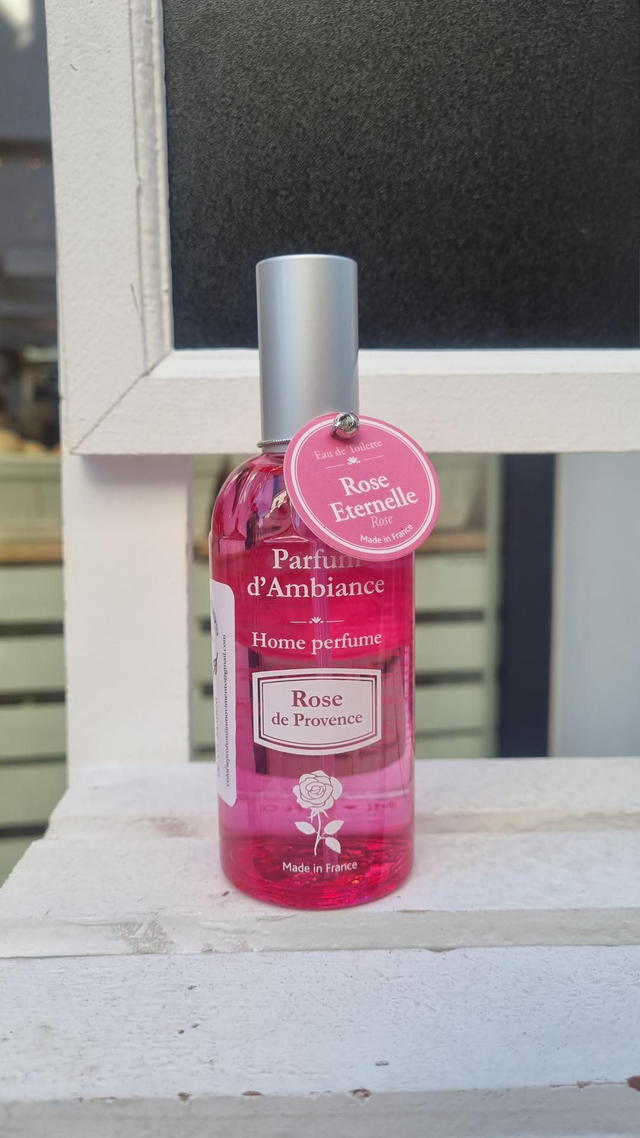 Eau de Toilette
Rose
Eternelle
Rose
Made in France
Parfum
d'Ambiance
Home perfume
Rose
de Provence
Made in France